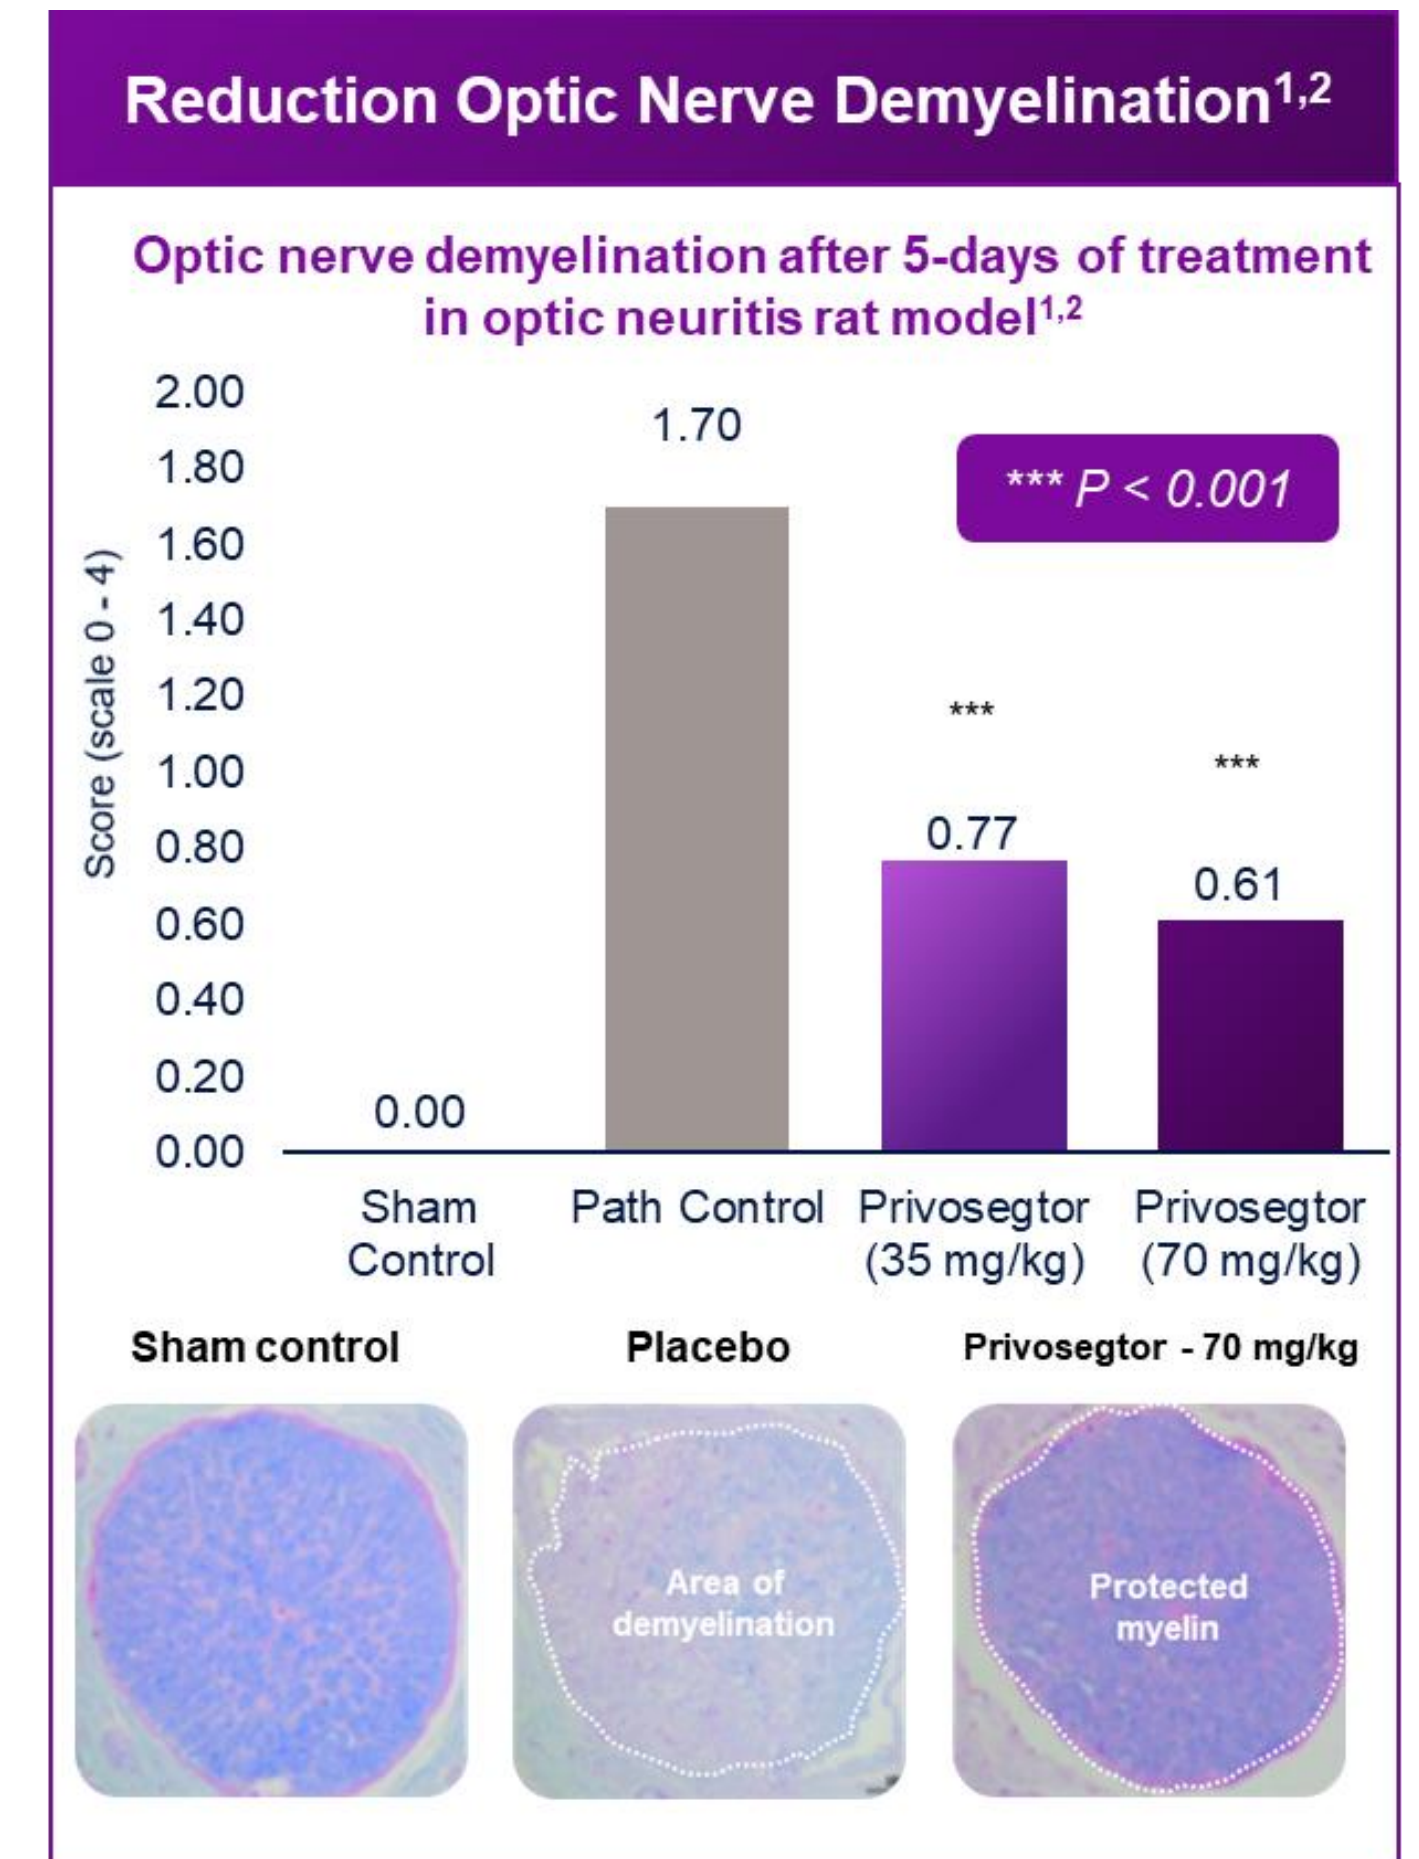 Reduction Optic Nerve Demyelination1,2
Optic nerve demyelination after 5-days of treatment
in optic neuritis rat model1,2
Score (scale 0 - 4)
2.00
1.80
1.60
1.40
1.20
1.00
0.80
0.60
0.40
0.20
0.00
0.00
1.70
*** P < 0.001
***
0.77
***
0.61
Sham
Control
Path Control
Privosegtor
(35 mg/kg)
Privosegtor
(70 mg/kg)
Sham control
Placebo
Privosegtor - 70 mg/kg
Area of
demyelination
Protected
myelin